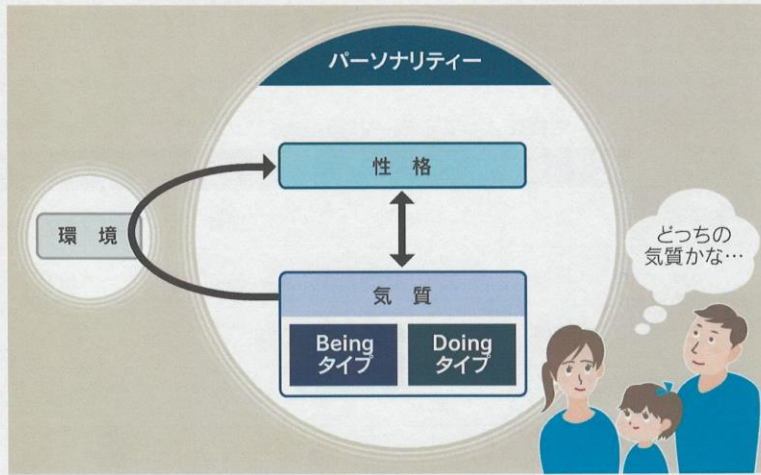 パーソナリティー
性 格
環 境
どっちの
気質かな…
気 質
Being
タイプ
Doing
タイプ